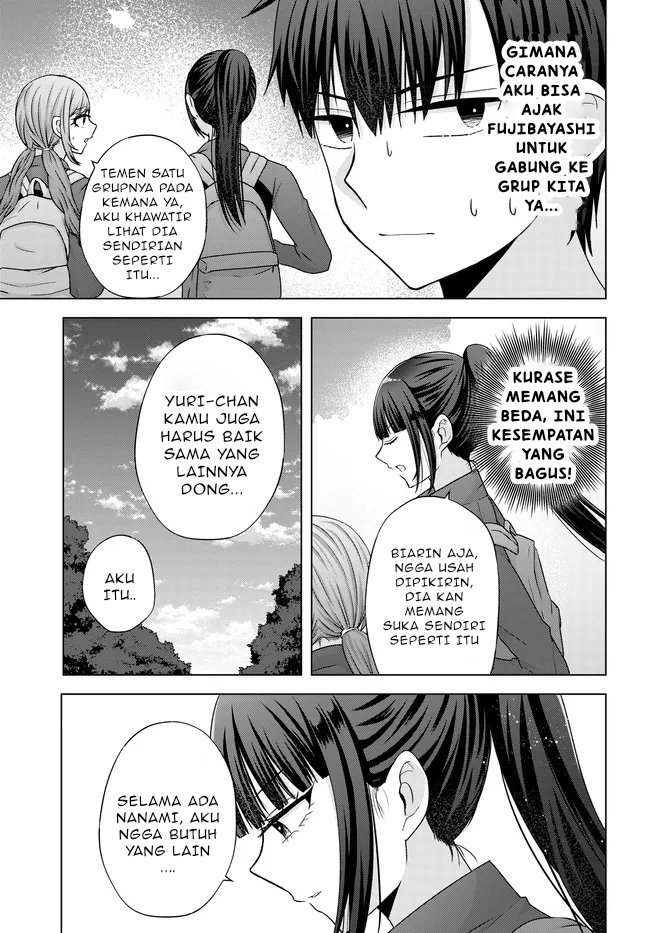 GIMANA
CARANYA
AKU BISA
AJAK
FUJIBAYASHI
UNTUK
GABUNG KE
GRUP KITA
YA...
TEMEN SATU
GRUPNYA PADA
KEMANA YA,
AKU KHAWATIR
LIHAT DIA
SENDIRIAN
SEPERTI
ITU...
KURASE
MEMANG
BEDA, INI
KESEMPATAN
YANG
BAGUS!
BIARIN AJA,
NGGA USAH
DIPIKIRIN,
DIA KAN
MEMANG
SUKA SENDIRI
SEPERTI ITU
YURI-CHAN
KAMU JUGA
HARUS BAIK
SAMA YANG
LAINNYA
DONG...
AKU
ITU..
SELAMA ADA
NANAMI, AKU
NGGA BUTUH
YANG LAIN
....